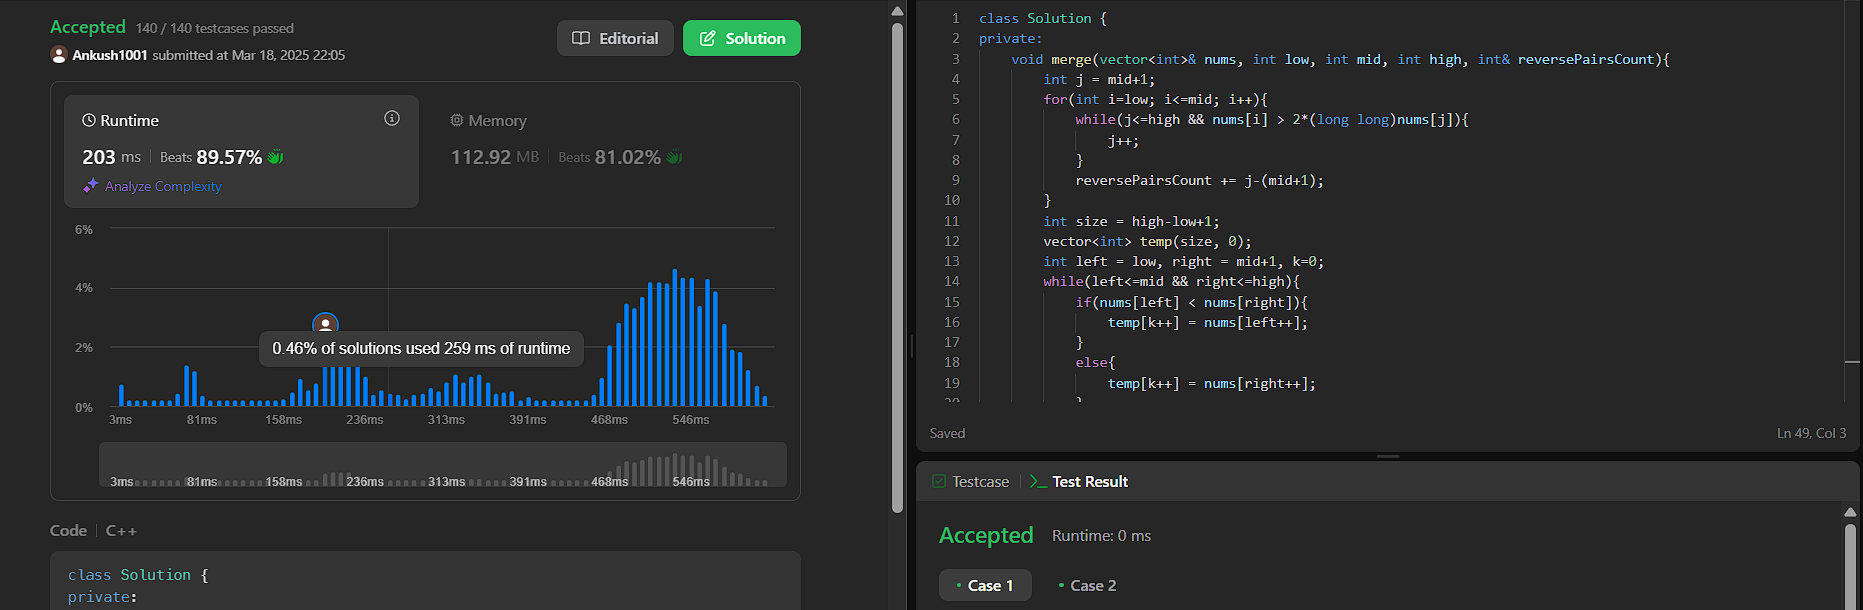 Accepted 140 / 140 testcases passed
Ankush1001 submitted at Mar 18, 2025 22:05
Editorial
Solution
Runtime
203 ms | Beats 89.57%
Analyze Complexity
Memory
112.92 MB | Beats 81.02%
6%
4%
2%
0%
0.46% of solutions used 259 ms of runtime
3ms 81ms 158ms 236ms 313ms 391ms 468ms 546ms
3ms 81ms 158ms 236ms 313ms 391ms 468ms 546ms
Code | C++
class Solution {
private:
1 class Solution {
2 private:
3 void merge(vector<int>& nums, int low, int mid, int high, int& reversePairsCount){
4 int j = mid+1;
5 for(int i=low; i<=mid; i++){
6 while(j<=high && nums[i] > 2*(long long)nums[j]){
7 j++;
8 }
9 reversePairsCount += j-(mid+1);
10 }
11 int size = high-low+1;
12 vector<int> temp(size, 0);
13 int left = low, right = mid+1, k=0;
14 while(left<=mid && right<=high){
15 if(nums[left] < nums[right]){
16 temp[k++] = nums[left++];
17 }
18 else{
19 temp[k++] = nums[right++];
Saved
Ln 49, Col 3
Testcase
Test Result
Accepted Runtime: 0 ms
• Case 1
• Case 2